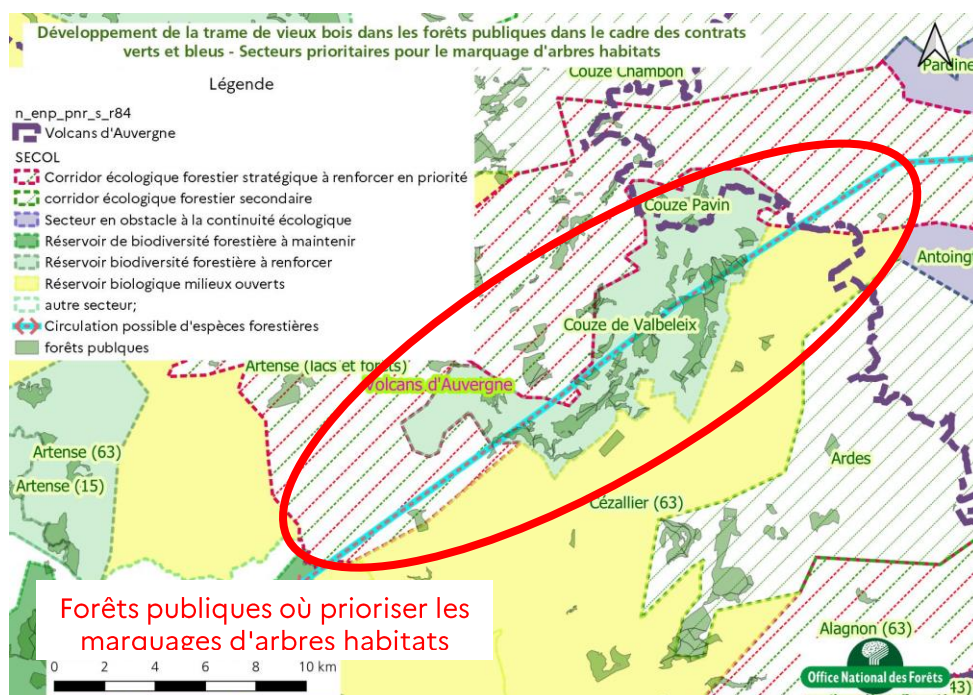 Développement de la trame de vieux bois dans les forêts publiques dans le cadre des contrats
verts et bleus - Secteurs prioritaires pour le marquage d'arbres habitats
Légende
n_enp_pnr_s_r84
Volcans d'Auvergne
SECOL
Corridor écologique forestier stratégique à renforcer en priorité
corridor écologique forestier secondaire
Secteur en obstacle à la continuité écologique
Réservoir de biodiversité forestière à maintenir
Réservoir biodiversité forestière à renforcer
Réservoir biologique milieux ouverts
autre secteur;
Circulation possible d'espèces forestières
forêts publques
Couze Chambon
Pardine
Couze Pavin
Antoingt
Couze de Valbeleix
Artense (lacs et forêts)
Volcans d'Auvergne
Artense (63)
Ardes
Artense (15)
Cézallier (63)
Forêts publiques où prioriser les
marquages d'arbres habitats
Alagnon (63)
0 2 4 6 8 10 km
Office National des Forêts
43)